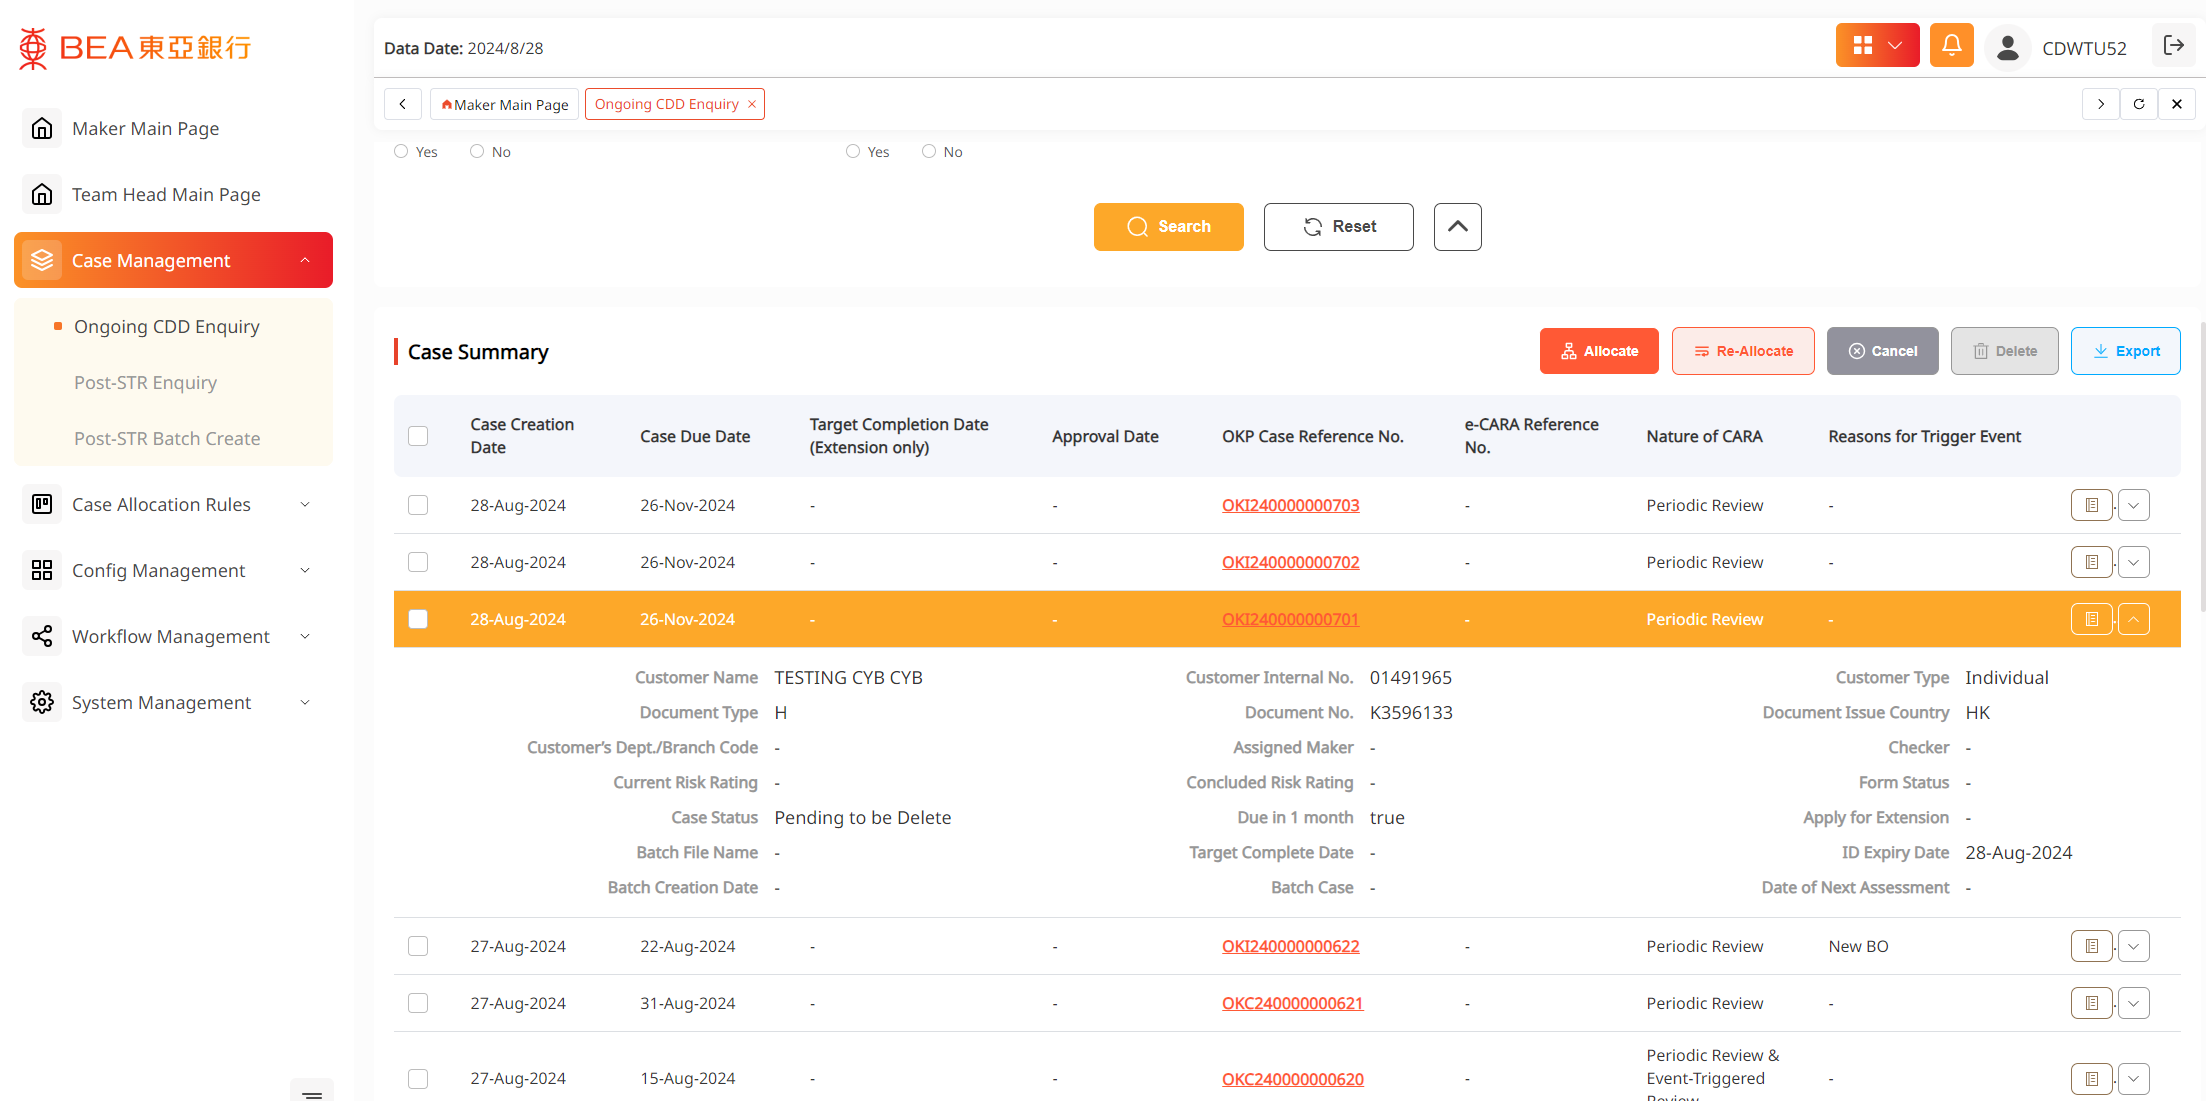 BEA東亞銀行
Data Date: 2024/8/28
CDWTU52
Maker Main Page
Ongoing CDD Enquiry
Maker Main Page
Team Head Main Page
Case Management
Ongoing CDD Enquiry
Post-STR Enquiry
Post-STR Batch Create
Case Allocation Rules
Config Management
Workflow Management
System Management
Yes No Yes No
Search Reset
Case Summary
Allocate Re-Allocate Cancel Delete Export
Case Creation Date Case Due Date Target Completion Date (Extension only) Approval Date OKP Case Reference No. e-CARA Reference No. Nature of CARA Reasons for Trigger Event
28-Aug-2024 26-Nov-2024 - - OKI240000000703 - Periodic Review -
28-Aug-2024 26-Nov-2024 - - OKI240000000702 - Periodic Review -
28-Aug-2024 26-Nov-2024 - - OKI240000000701 - Periodic Review -
Customer Name TESTING CYB CYB Customer Internal No. 01491965 Customer Type Individual
Document Type H Document No. K3596133 Document Issue Country HK
Customer's Dept./Branch Code - Assigned Maker - Checker -
Current Risk Rating - Concluded Risk Rating - Form Status -
Case Status Pending to be Delete Due in 1 month true Apply for Extension -
Batch File Name - Target Complete Date - ID Expiry Date 28-Aug-2024
Batch Creation Date - Batch Case - Date of Next Assessment -
27-Aug-2024 22-Aug-2024 - - OKI240000000622 - Periodic Review New BO
27-Aug-2024 31-Aug-2024 - - OKC240000000621 - Periodic Review -
27-Aug-2024 15-Aug-2024 - - OKC240000000620 - Periodic Review & Event-Triggered Review -